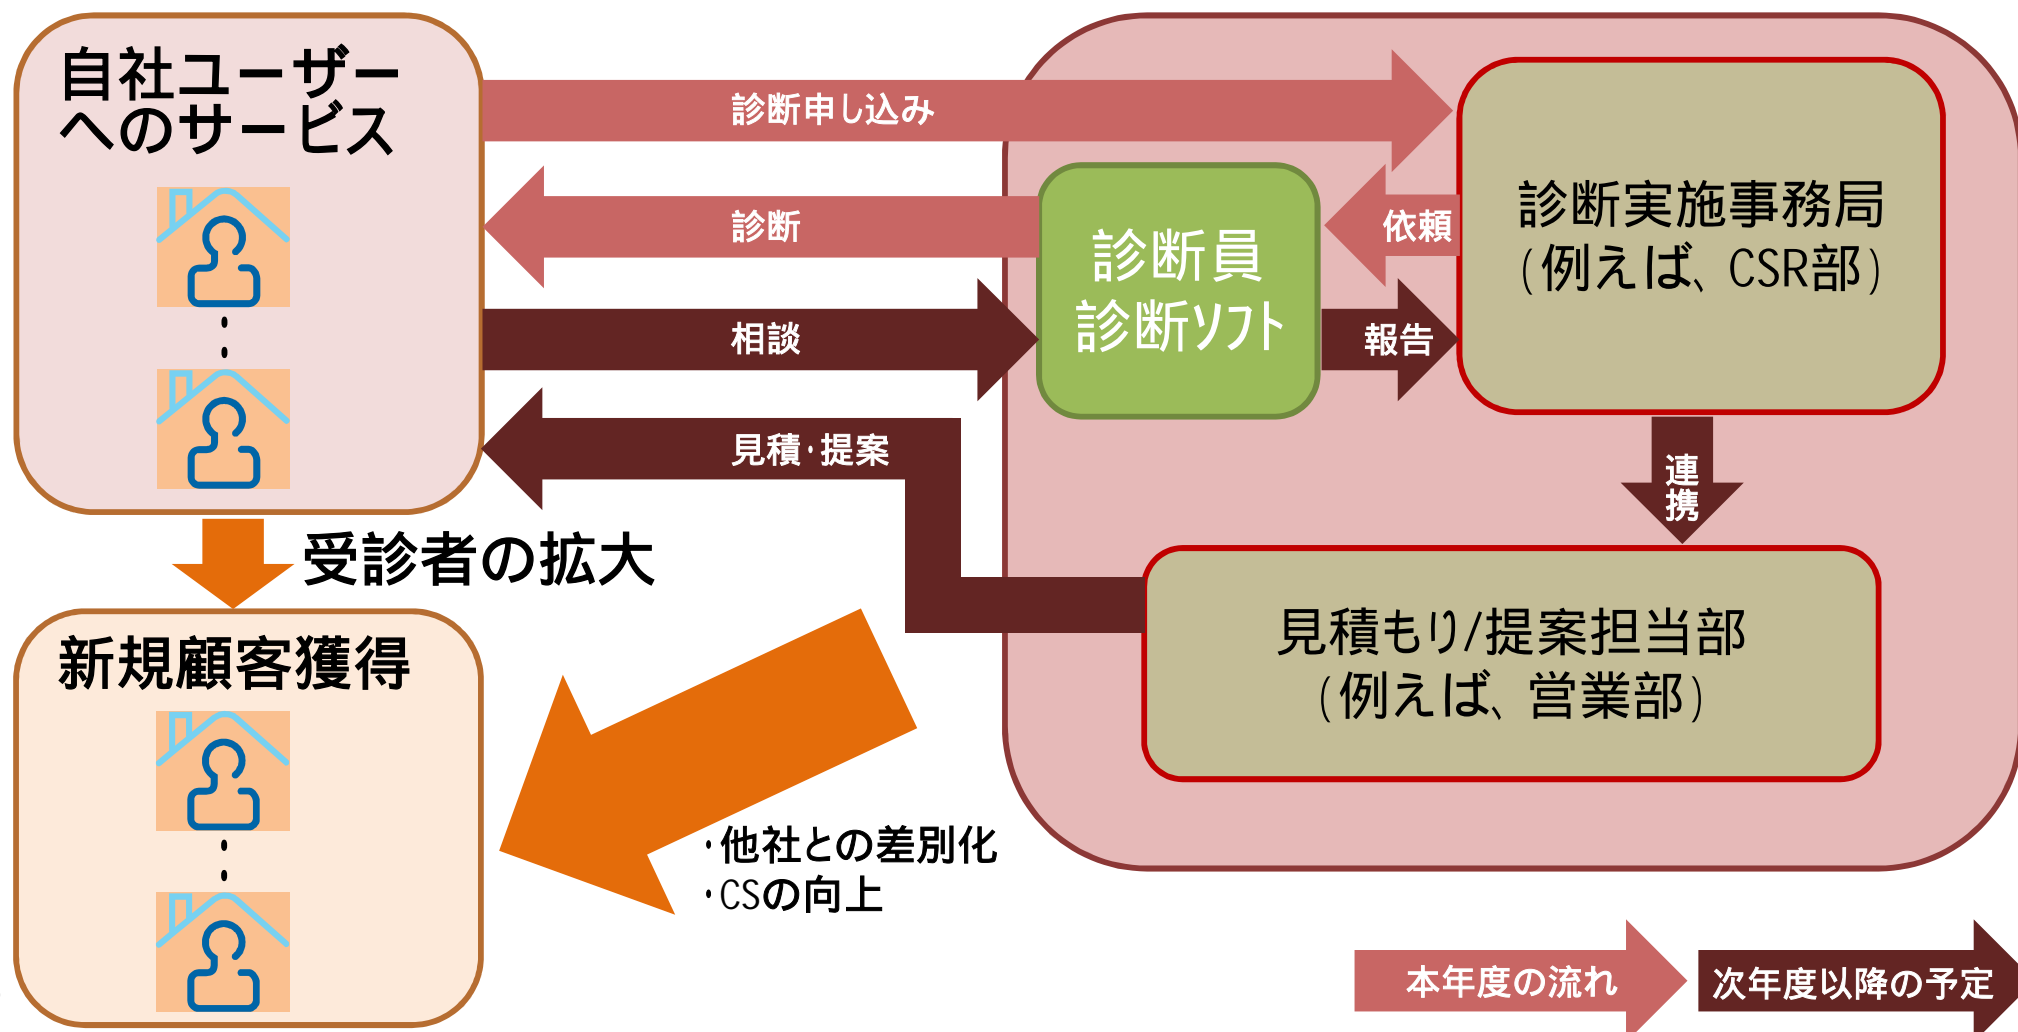 自社ユーザー
へのサービス
診断申し込み
診断
依頼
相談
報告
見積・提案
診断員
診断ソフト
診断実施事務局
(例えば、CSR部)
連携
見積もり/提案担当部
(例えば、営業部)
受診者の拡大
新規顧客獲得
・他社との差別化
・CSの向上
本年度の流れ
次年度以降の予定